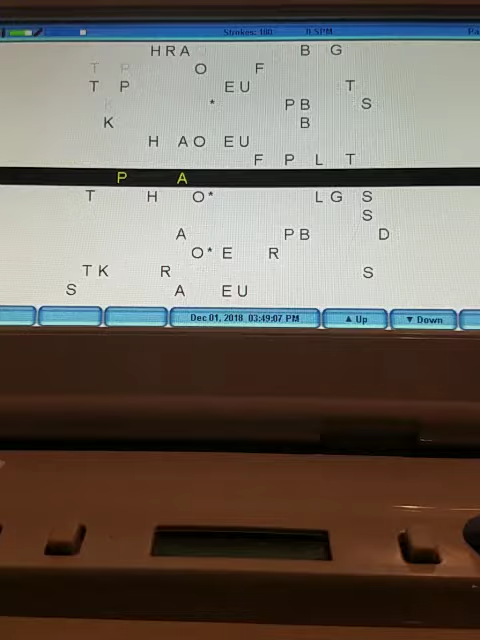 Strokes: 180 0 SPM Pa
HRA B G
T P O F
T P EU T
K * PB S
K B
H AO EU
F P L T
P A
T H O* LG S
S
A PB D
O* E R
TK R S
S A EU
Dec 01, 2018 03:49:07 PM ▲ Up ▼ Down